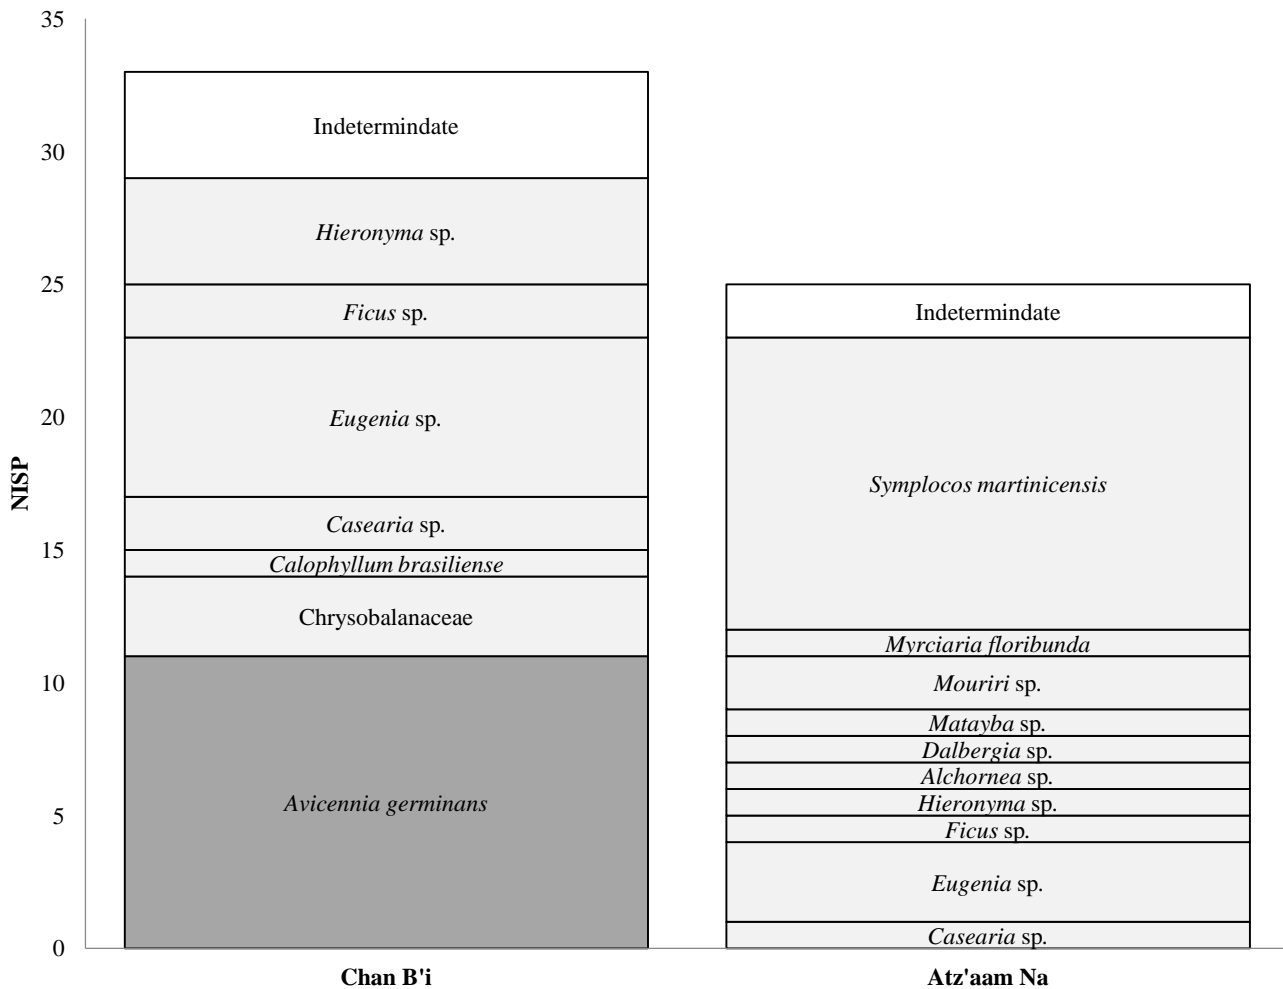 35
30
25
20
15
10
5
0
NISP
Indetermindate
Hieronyma sp.
Ficus sp.
Eugenia sp.
Casearia sp.
Calophyllum brasiliense
Chrysobalanaceae
Avicennia germinans
Indetermindate
Symplocos martinicensis
Myrciaria floribunda
Mouriri sp.
Matayba sp.
Dalbergia sp.
Alchornea sp.
Hieronyma sp.
Ficus sp.
Eugenia sp.
Casearia sp.
Chan B'i
Atz'aam Na